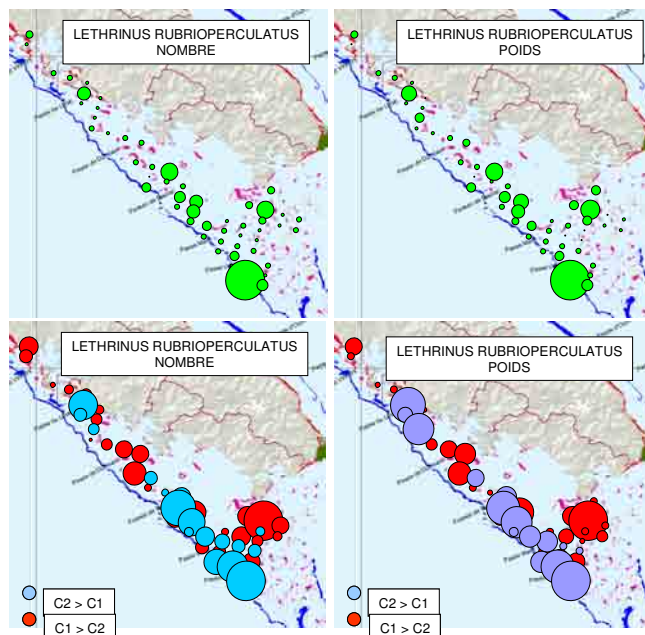 LETHRINUS RUBRIOPERCULATUS
NOMBRE
LETHRINUS RUBRIOPERCULATUS
POIDS
LETHRINUS RUBRIOPERCULATUS
NOMBRE
LETHRINUS RUBRIOPERCULATUS
POIDS
C2 > C1
C1 > C2
C2 > C1
C1 > C2